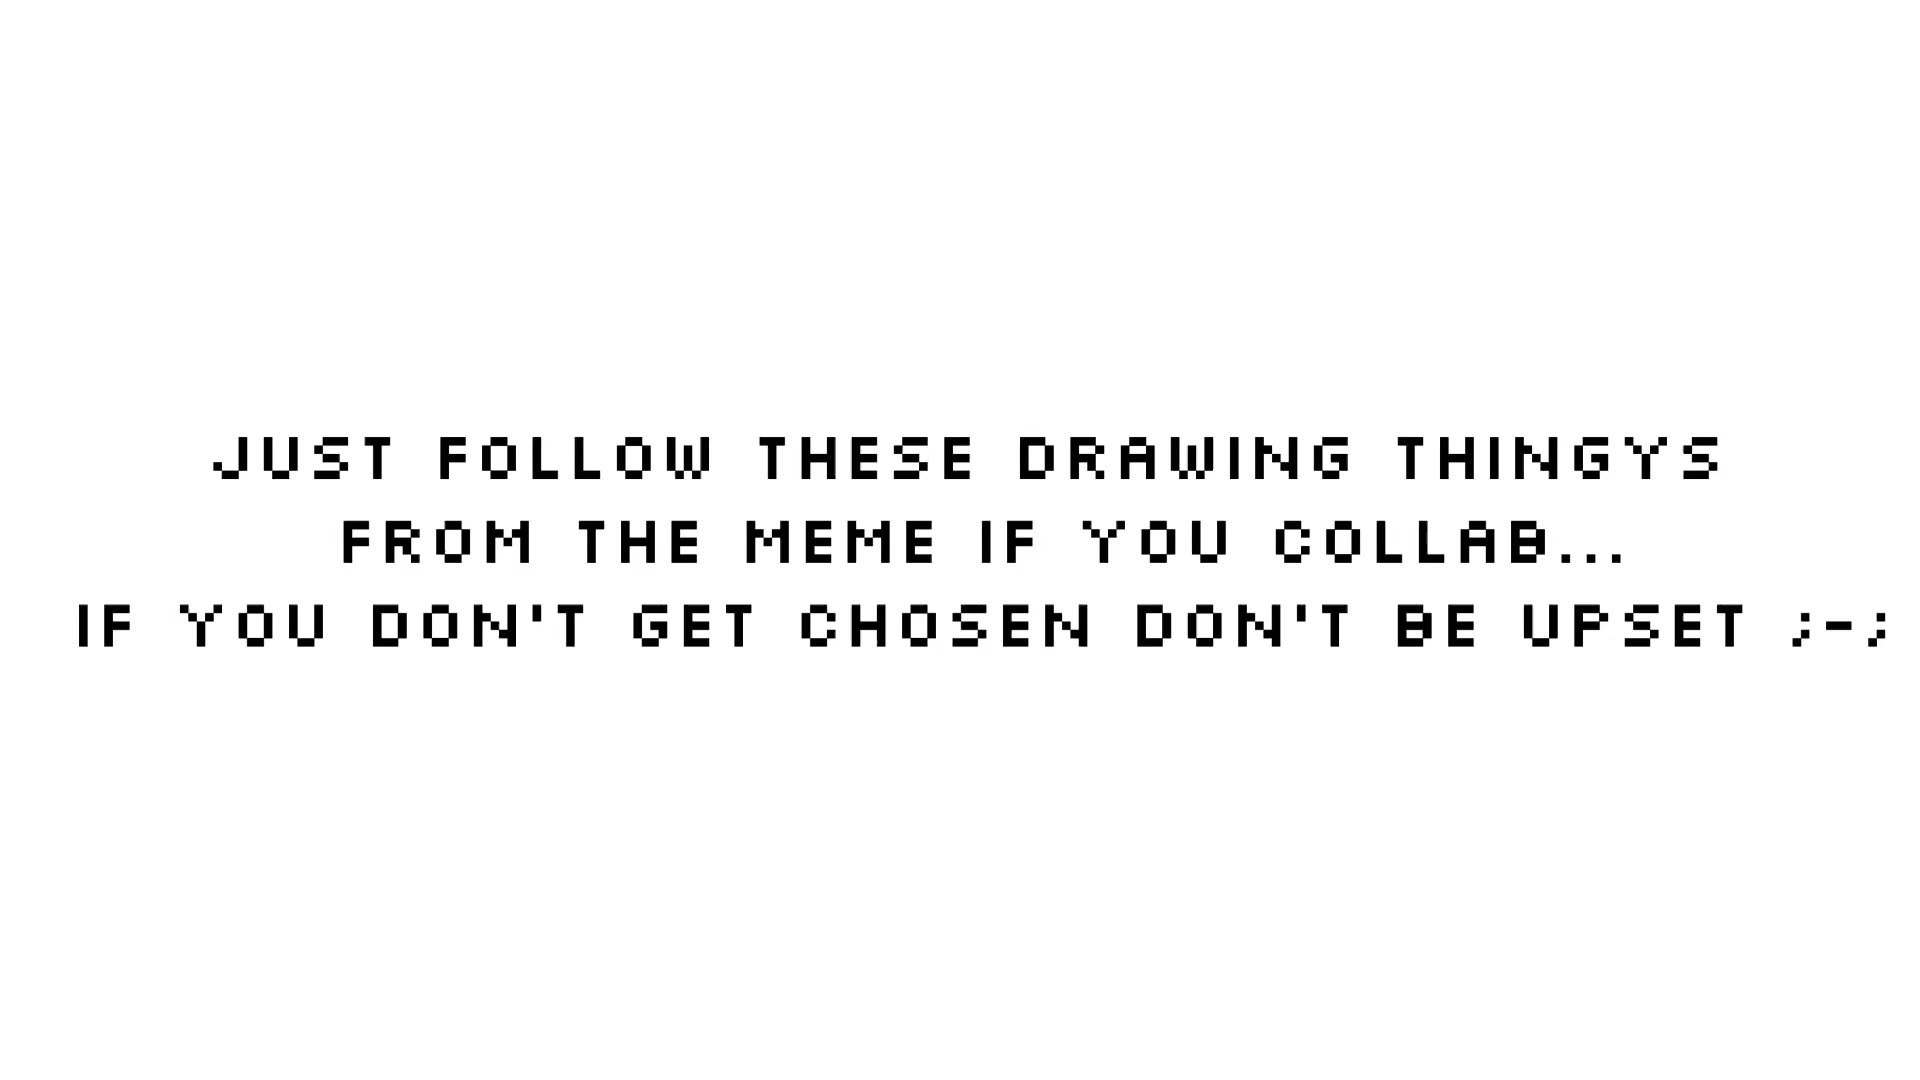 JUST FOLLOW THESE DRAWING THINGYS
FROM THE MEME IF YOU COLLAB...
IF YOU DON'T GET CHOSEN DON'T BE UPSET ;-;